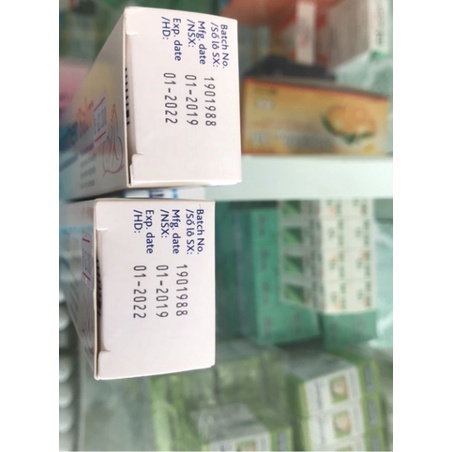 Batch No.
/Số lô SX: 1901988
Mfg. date
/NSX: 01-2019
Exp. date
/HD: 01-2022
Batch No.
/Số lô SX: 1901988
Mfg. date
/NSX: 01-2019
Exp. date
/HD: 01-2022